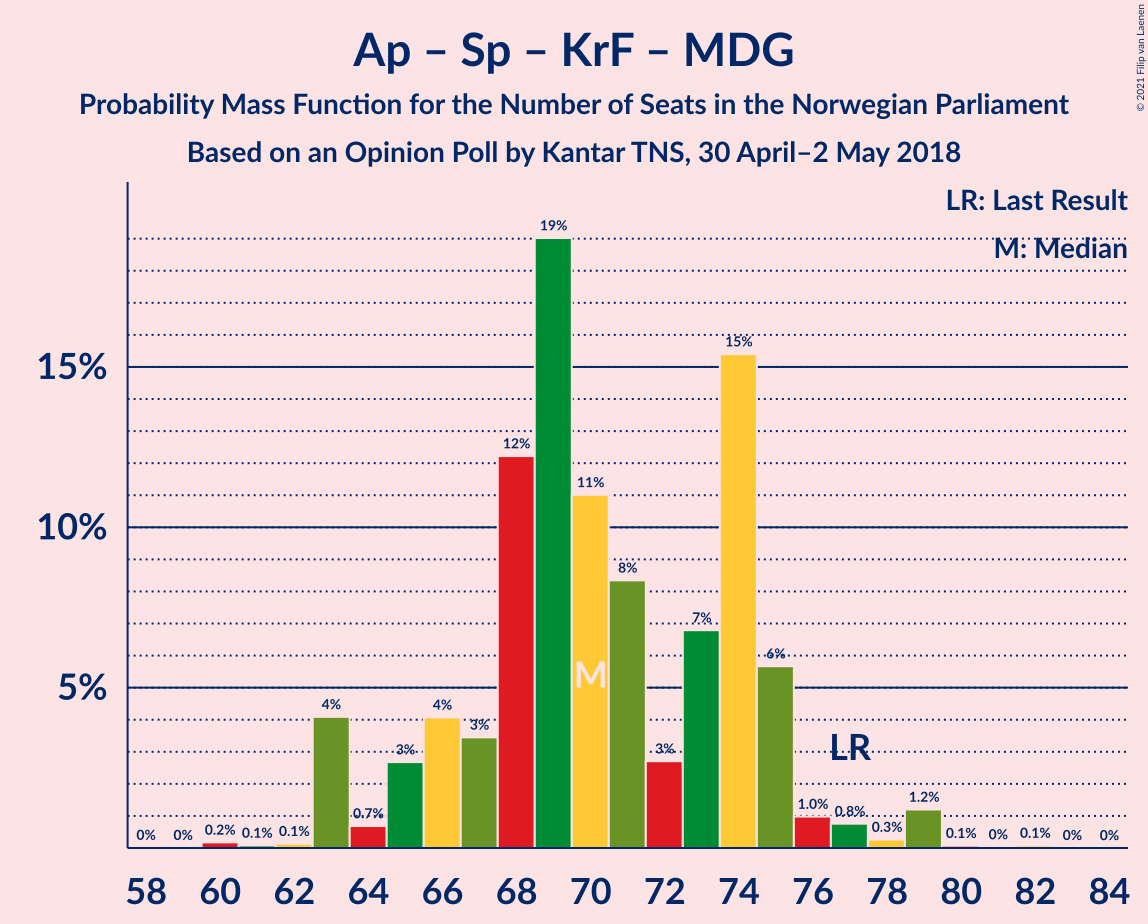 Ap – Sp – KrF – MDG
Probability Mass Function for the Number of Seats in the Norwegian Parliament
Based on an Opinion Poll by Kantar TNS, 30 April–2 May 2018
© 2021 Filip van Laenen
LR: Last Result
M: Median
15%
10%
5%
0% 0% 0.2% 0.1% 0.1% 4% 0.7% 3% 4% 3% 12% 19% 11% 8% 3% 7% 15% 6% 1.0% 0.8% 0.3% 1.2% 0.1% 0% 0.1% 0% 0%
M
LR
58 60 62 64 66 68 70 72 74 76 78 80 82 84